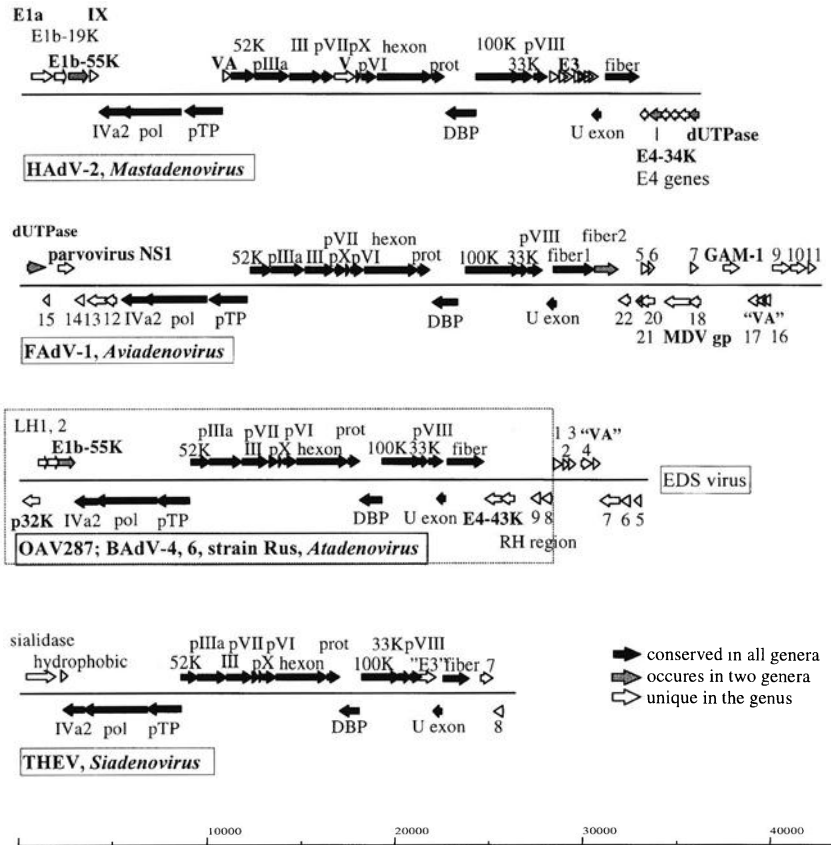 E1a IX
E1b-19K
E1b-55K
VA 52K pIIIa III pVII pX V pVI hexon prot 100K 33K pVIII E3 fiber
IVa2 pol pTP DBP U exon dUTPase
E4-34K
HAdV-2, Mastadenovirus E4 genes
dUTPase
parvovirus NS1
52K pIIIa III pVII pX pVI hexon prot 100K 33K pVIII fiber1 fiber2 5 6 7 GAM-1 9 10 11
15 14 13 12 IVa2 pol pTP DBP U exon 22 20 18 "VA"
21 MDV gp 17 16
FAdV-1, Aviadenovirus
LH1, 2
E1b-55K
52K pIIIa III pVII pX pVI hexon prot 100K 33K pVIII fiber 1 3 "VA"
2 4
EDS virus
p32K IVa2 pol pTP DBP U exon E4-43K 9 8 7 6 5
OAV287; BAdV-4, 6, strain Rus, Atadenovirus RH region
sialidase
hydrophobic
52K pIIIa III pVII pX pVI hexon prot 100K 33K pVIII "E3" fiber 7
IVa2 pol pTP DBP U exon 8
THEV, Siadenovirus
conserved in all genera
occures in two genera
unique in the genus
10000 20000 30000 40000